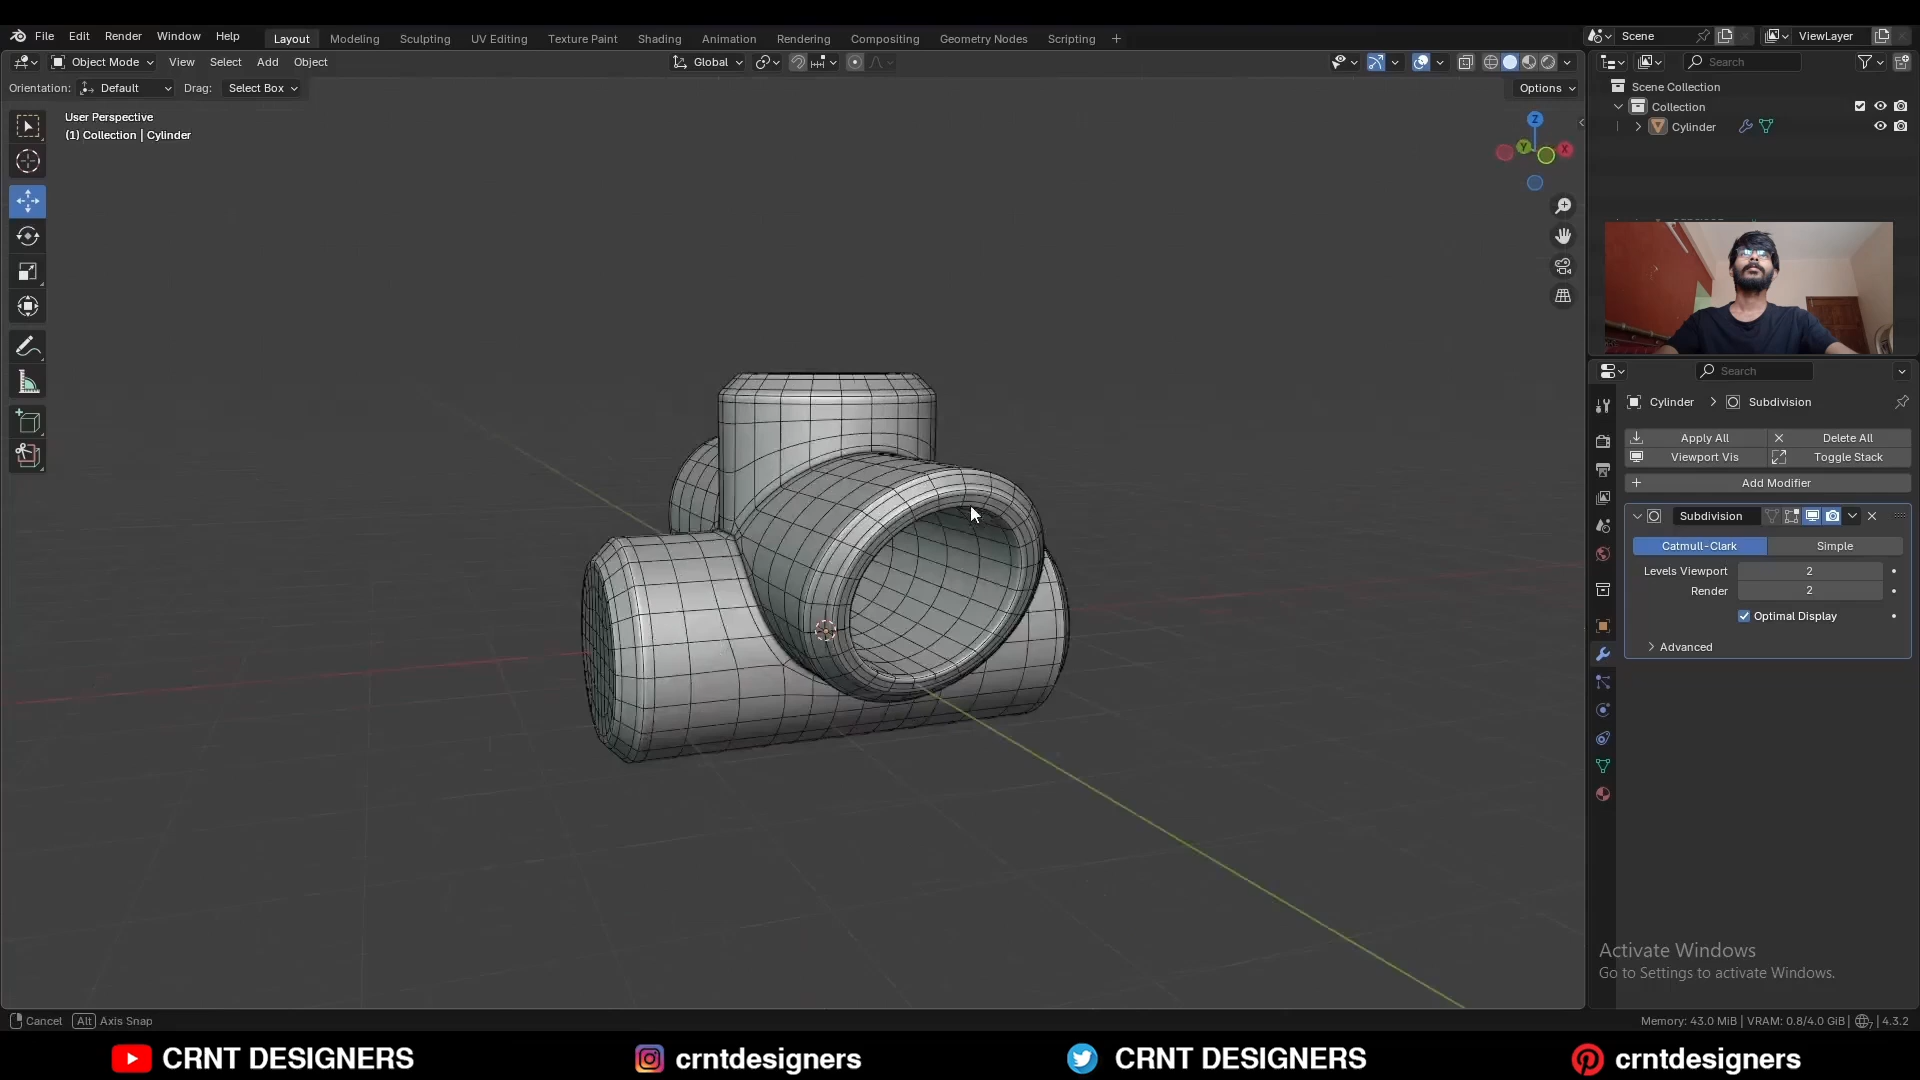 File Edit Render Window Help
Layout Modeling Sculpting UV Editing Texture Paint Shading Animation Rendering Compositing Geometry Nodes Scripting +
Scene
ViewLayer
Object Mode View Select Add Object
Global
Search
Orientation: Default Drag: Select Box
Options
User Perspective
(1) Collection | Cylinder
Z
Y
X
Scene Collection
Collection
Cylinder
Search
Cylinder > Subdivision
Apply All Delete All
Viewport Vis Toggle Stack
+ Add Modifier
Subdivision
Catmull-Clark Simple
Levels Viewport 2
Render 2
Optimal Display
Advanced
Activate Windows
Go to Settings to activate Windows.
Cancel Alt Axis Snap
Memory: 43.0 MiB | VRAM: 0.8/4.0 GiB | 7 | 4.3.2
CRNT DESIGNERS crntdesigners CRNT DESIGNERS crntdesigners